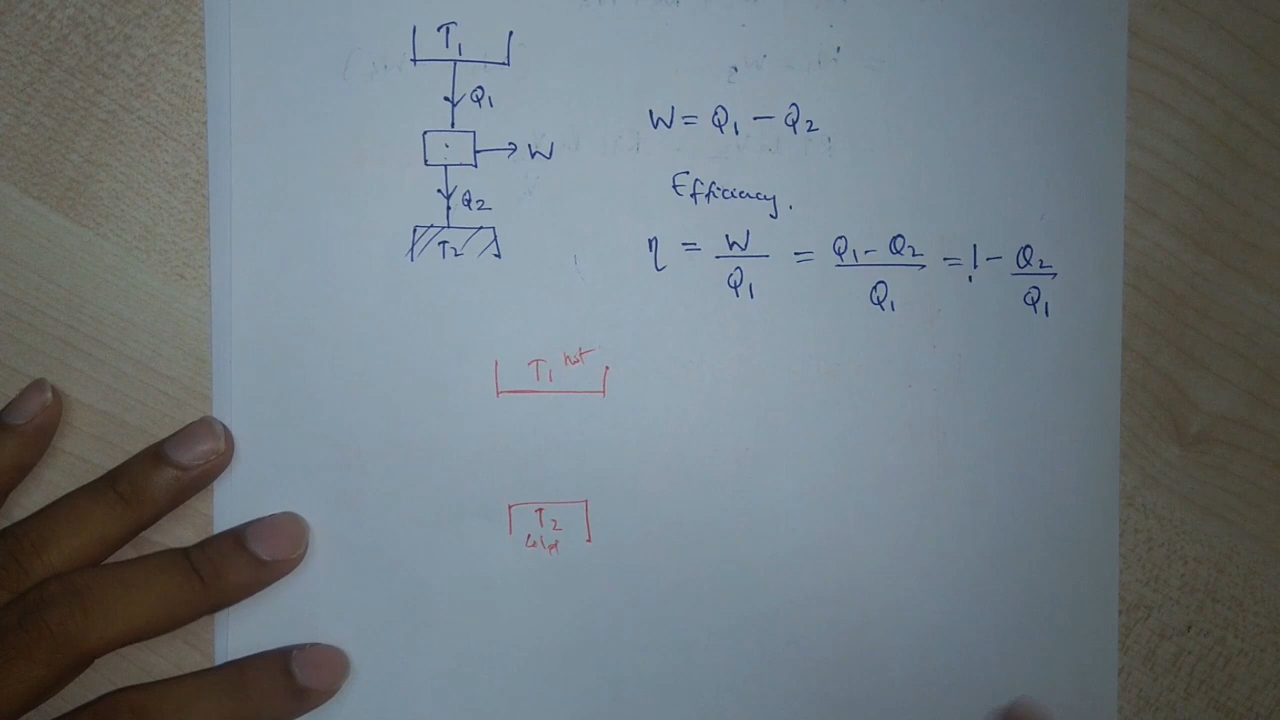 T1
Q1
W
Q2
T2
W = Q1 - Q2
Efficiency.
η = W/Q1 = Q1 - Q2/Q1 = 1 - Q2/Q1
T1 hot
T2
cold